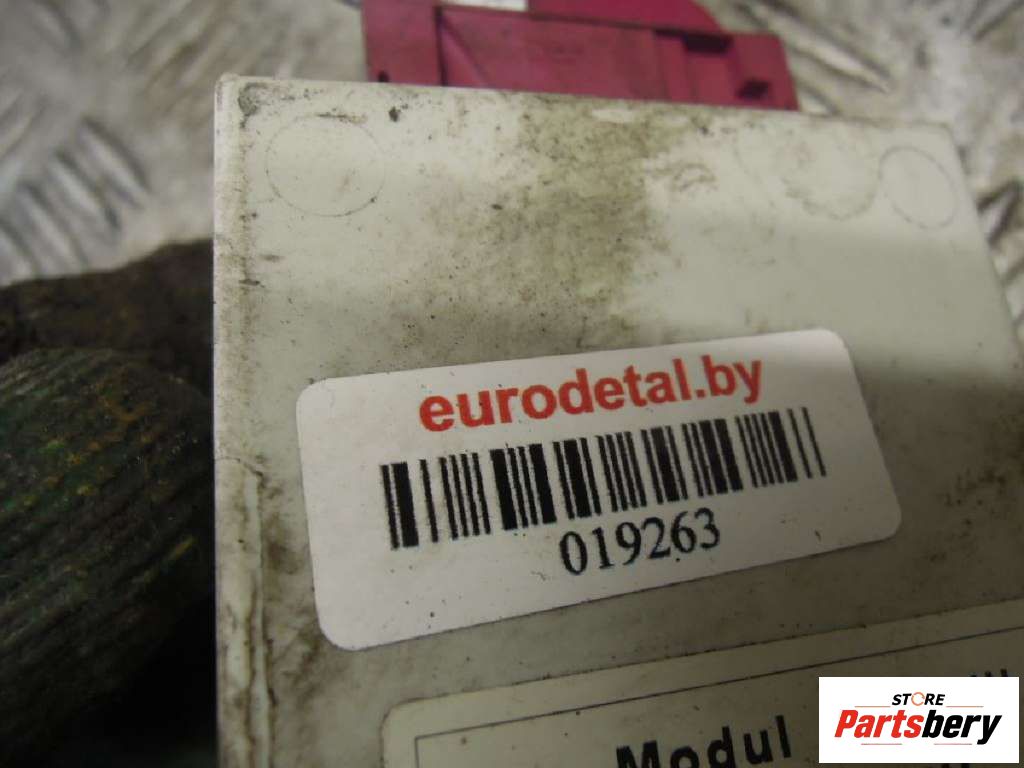 eurodetal.by
019263
Modul
STORE
Partsbery